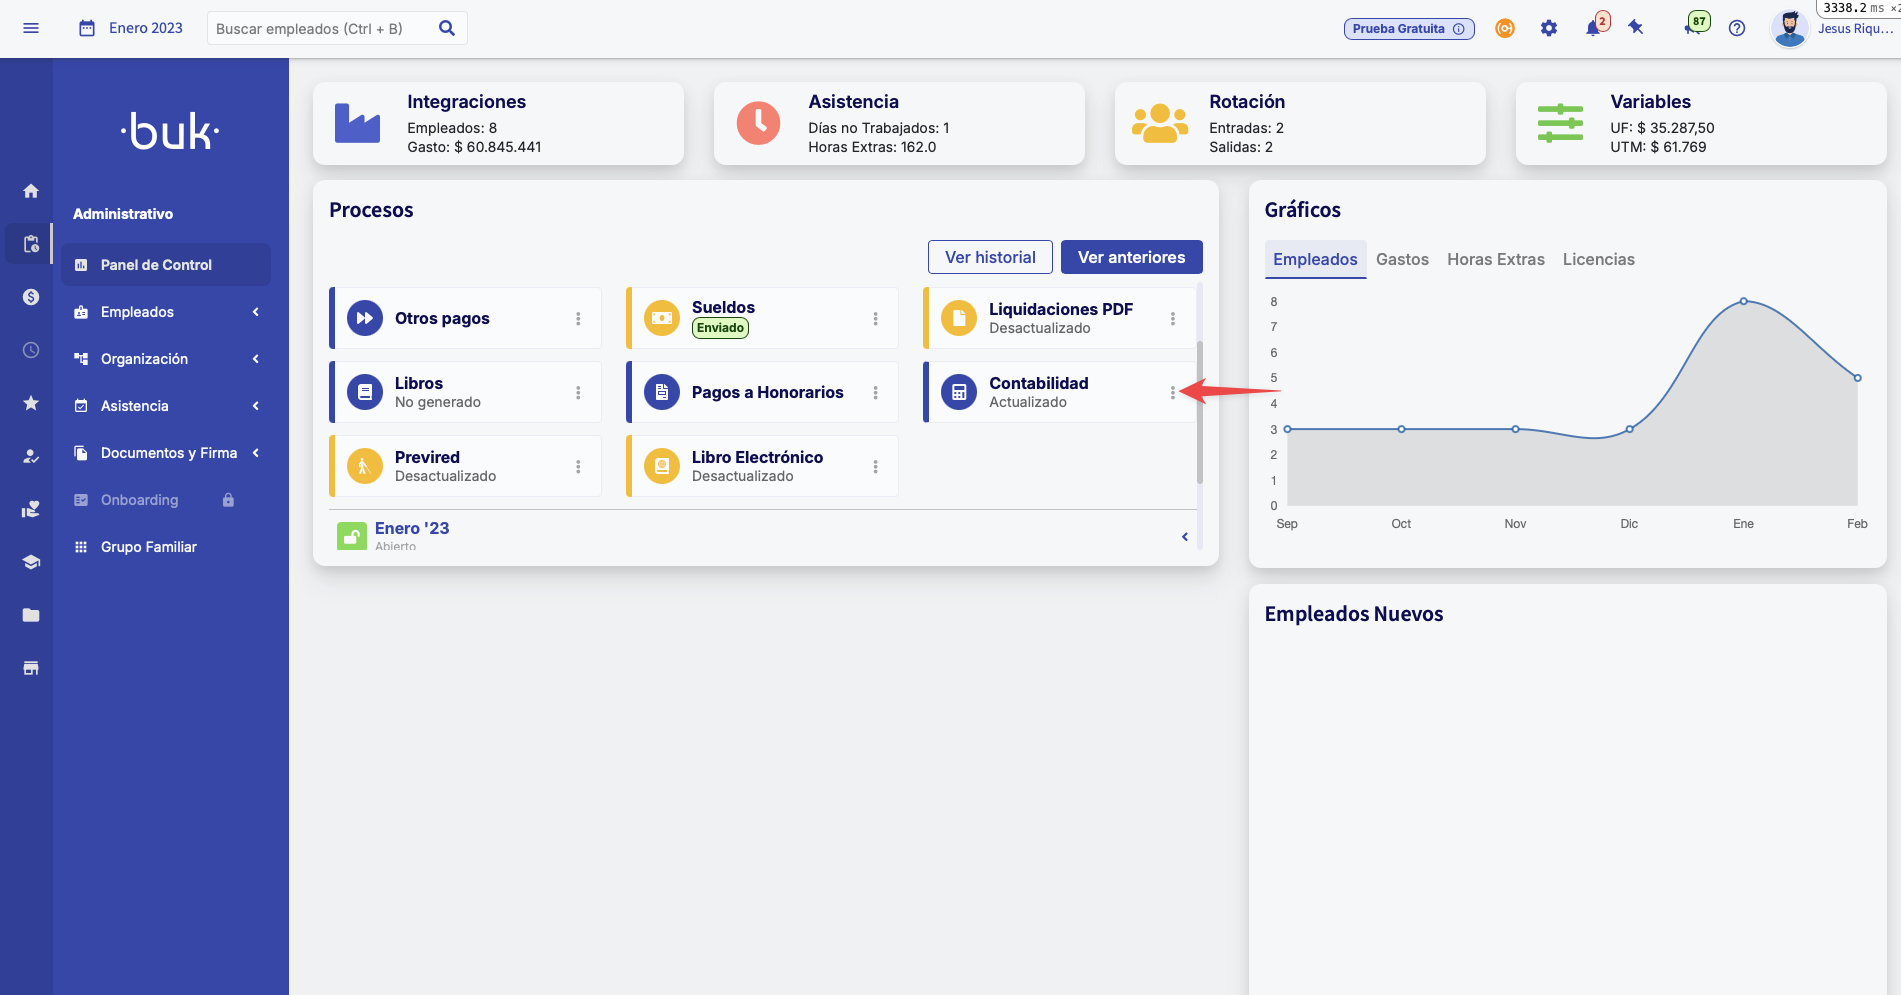 Enero 2023
Buscar empleados (Ctrl + B)
Prueba Gratuita
2
87
3338.2 ms
Jesus Riqu...
·buk·
Administrativo
Panel de Control
Empleados
Organización
Asistencia
Documentos y Firma
Onboarding
Grupo Familiar
Integraciones
Empleados: 8
Gasto: $ 60.845.441
Asistencia
Días no Trabajados: 1
Horas Extras: 162.0
Rotación
Entradas: 2
Salidas: 2
Variables
UF: $ 35.287,50
UTM: $ 61.769
Procesos
Ver historial
Ver anteriores
Otros pagos
Sueldos
Enviado
Liquidaciones PDF
Desactualizado
Libros
No generado
Pagos a Honorarios
Contabilidad
Actualizado
Previred
Desactualizado
Libro Electrónico
Desactualizado
Enero '23
Abierto
Gráficos
Empleados Gastos Horas Extras Licencias
8
7
6
5
4
3
2
1
0
Sep Oct Nov Dic Ene Feb
Empleados Nuevos